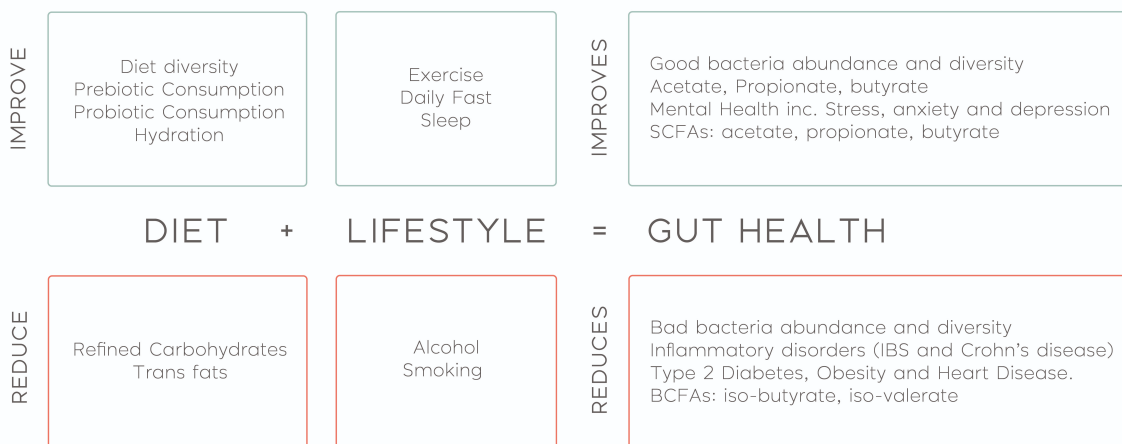 IMPROVE
Diet diversity
Prebiotic Consumption
Probiotic Consumption
Hydration
Exercise
Daily Fast
Sleep
IMPROVES
Good bacteria abundance and diversity
Acetate, Propionate, butyrate
Mental Health inc. Stress, anxiety and depression
SCFAs: acetate, propionate, butyrate
DIET + LIFESTYLE = GUT HEALTH
REDUCE
Refined Carbohydrates
Trans fats
Alcohol
Smoking
REDUCES
Bad bacteria abundance and diversity
Inflammatory disorders (IBS and Crohn's disease)
Type 2 Diabetes, Obesity and Heart Disease.
BCFAs: iso-butyrate, iso-valerate